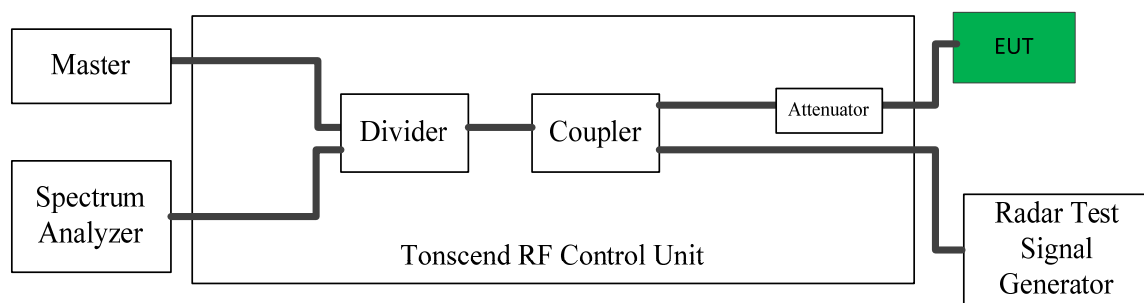 Master
Spectrum
Analyzer
Divider
Coupler
Attenuator
EUT
Radar Test
Signal
Generator
Tonscend RF Control Unit